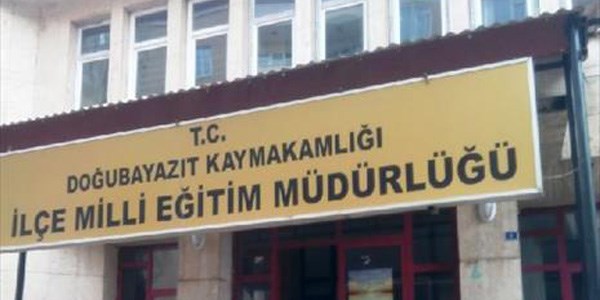 T.C.
DOĞUBAYAZIT KAYMAKAMLIĞI
İLÇE MİLLİ EĞİTİM MÜDÜRLÜĞÜ